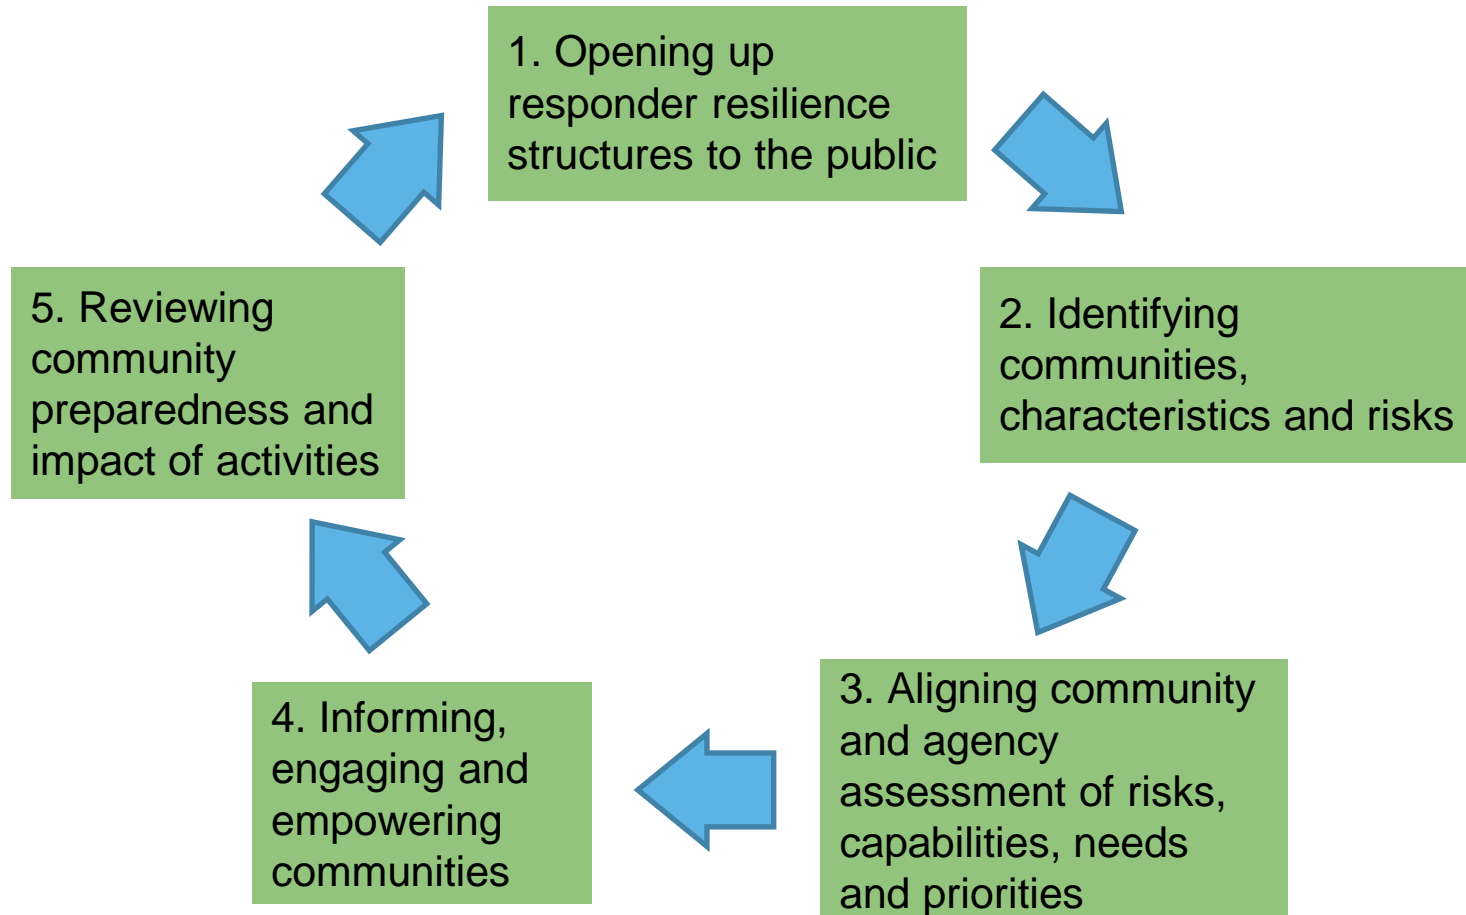 1. Opening up
responder resilience
structures to the public
2. Identifying
communities,
characteristics and risks
3. Aligning community
and agency
assessment of risks,
capabilities, needs
and priorities
4. Informing,
engaging and
empowering
communities
5. Reviewing
community
preparedness and
impact of activities